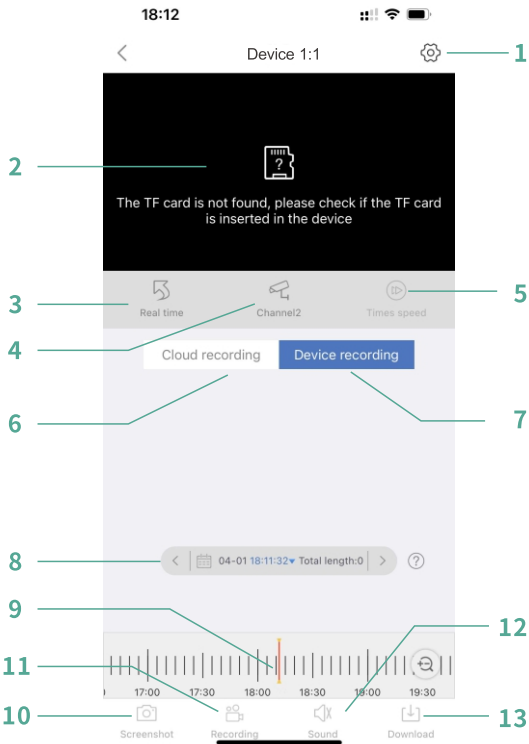 18:12
Device 1:1
1
2
The TF card is not found, please check if the TF card
is inserted in the device
3
Real time
4
Channel2
5
Times speed
Cloud recording
Device recording
6
7
8
04-01 18:11:32▾ Total length:0
?
9
12
11
17:00 17:30 18:00 18:30 19:00 19:30
10
Screenshot
Recording
Sound
Download
13